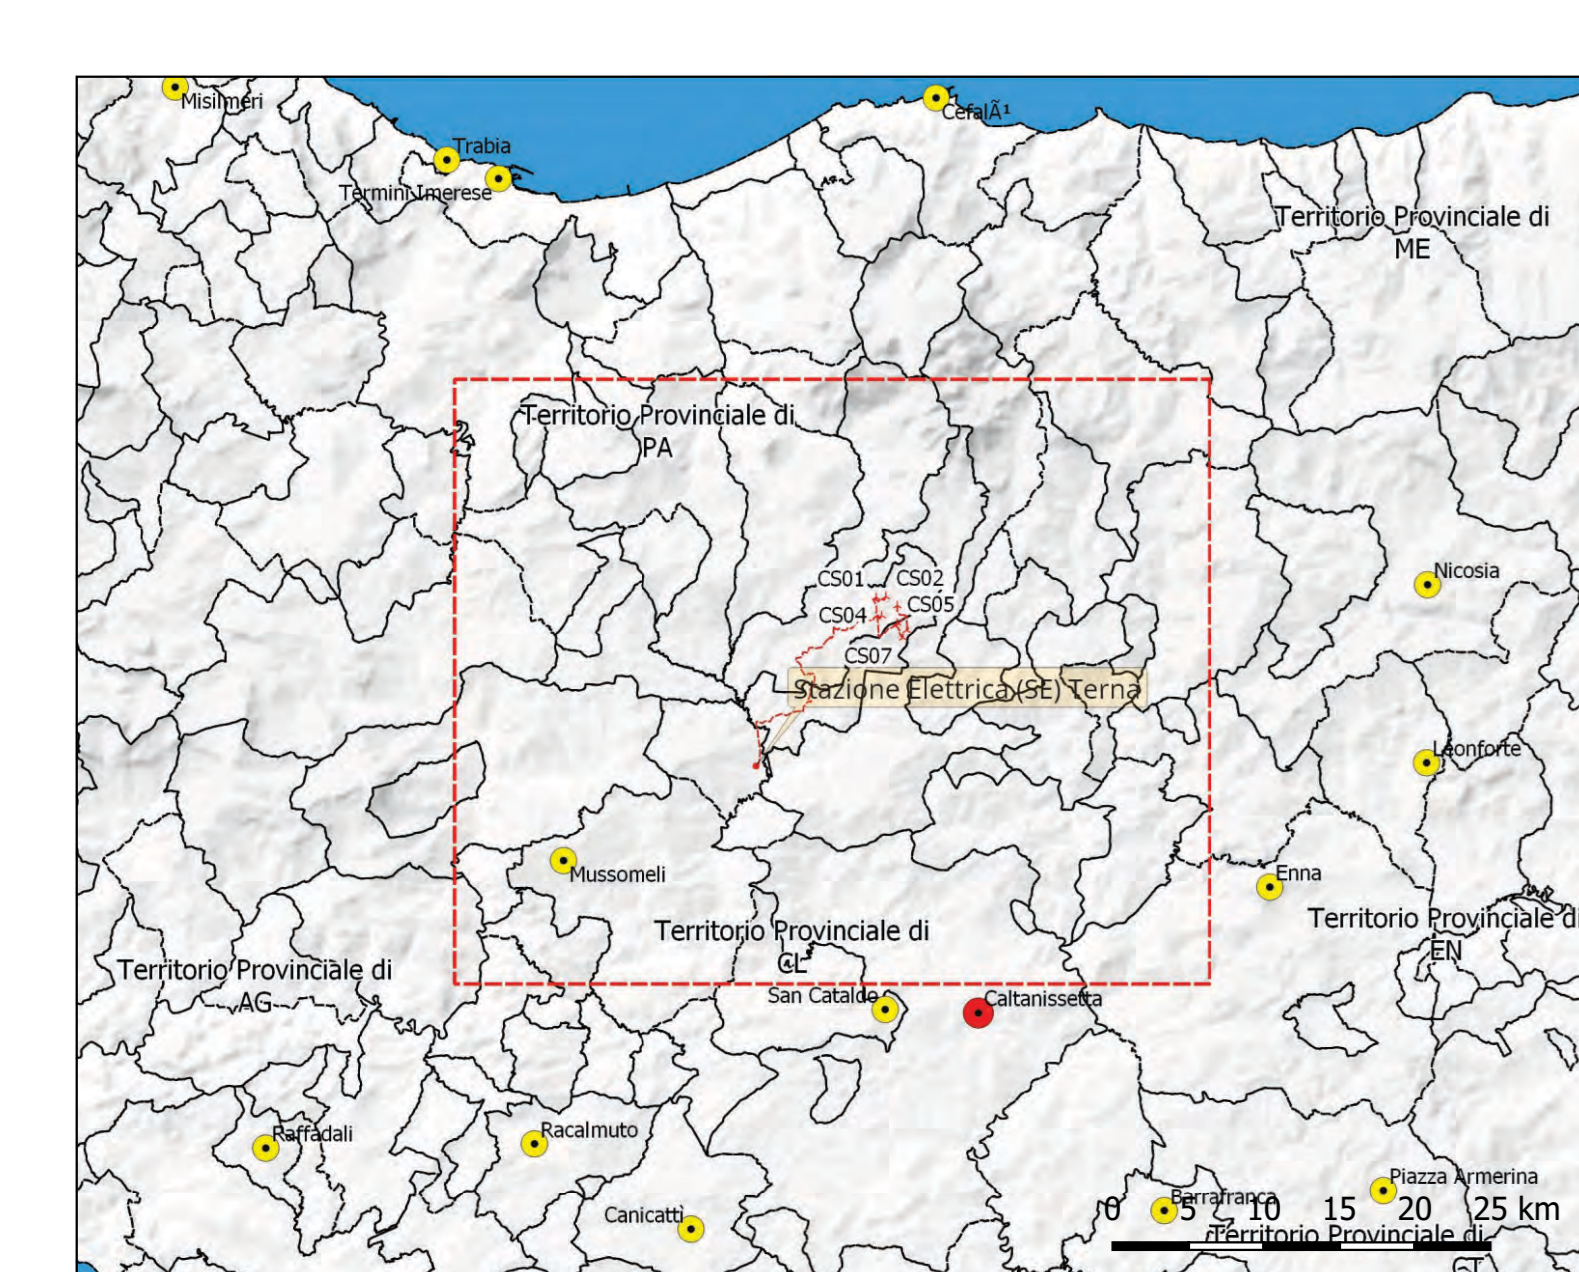 Misilmeri
CefalÃ¹
Trabia
Termini Imerese
Territorio Provinciale di
ME
Territorio Provinciale di
PA
Nicosia
CS01
CS02
CS04
CS05
CS07
Stazione Elettrica (SE) Terna
Leonforte
Mussomeli
Enna
Territorio Provinciale di
EN
Territorio Provinciale di
CL
Territorio Provinciale di
AG
San Cataldo
Caltanissetta
Raffadali
Racalmuto
Canicattì
Piazza Armerina
Barrafranca
0 5 10 15 20 25 km
Territorio Provinciale di
CT